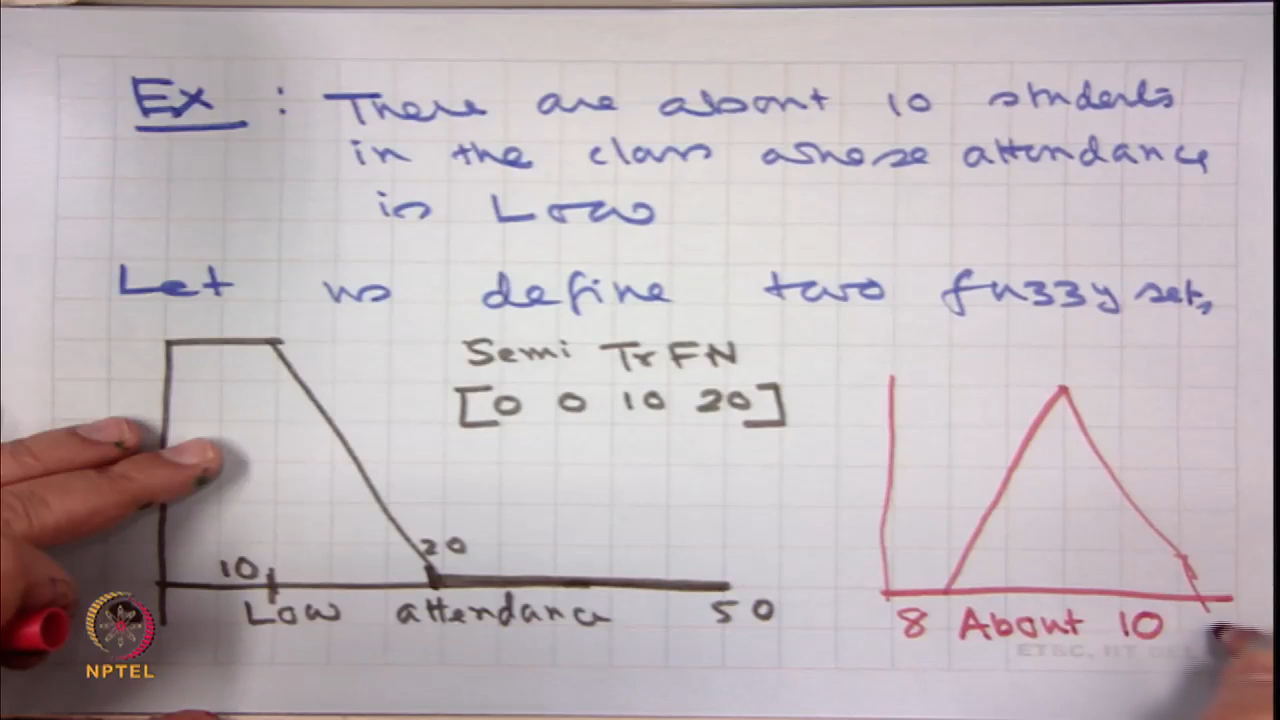 Ex : There are about 10 students
in the class whose attendance
is Low
Let us define two fuzzy sets
Semi TrFN
[0 0 10 20]
10 20
Low attendance 50
8 About 10
NPTEL